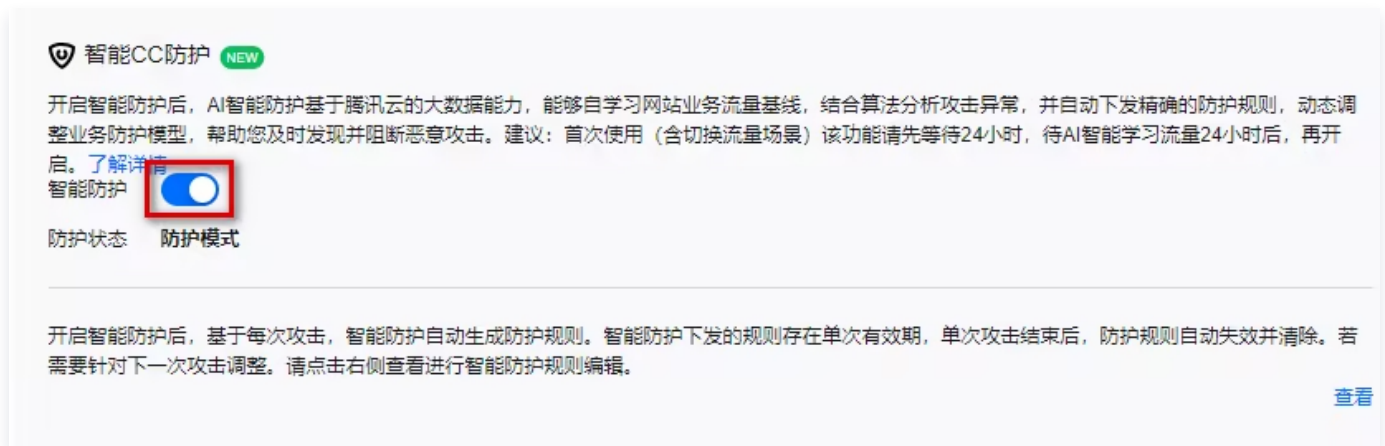 智能CC防护 NEW
开启智能防护后，AI智能防护基于腾讯云的大数据能力，能够自学习网站业务流量基线，结合算法分析攻击异常，并自动下发精确的防护规则，动态调
整业务防护模型，帮助您及时发现并阻断恶意攻击。建议：首次使用（含切换流量场景）该功能请先等待24小时，待AI智能学习流量24小时后，再开
启。了解详情
智能防护
防护状态 防护模式
开启智能防护后，基于每次攻击，智能防护自动生成防护规则。智能防护下发的规则存在单次有效期，单次攻击结束后，防护规则自动失效并清除。若
需要针对下一次攻击调整。请点击右侧查看进行智能防护规则编辑。
查看